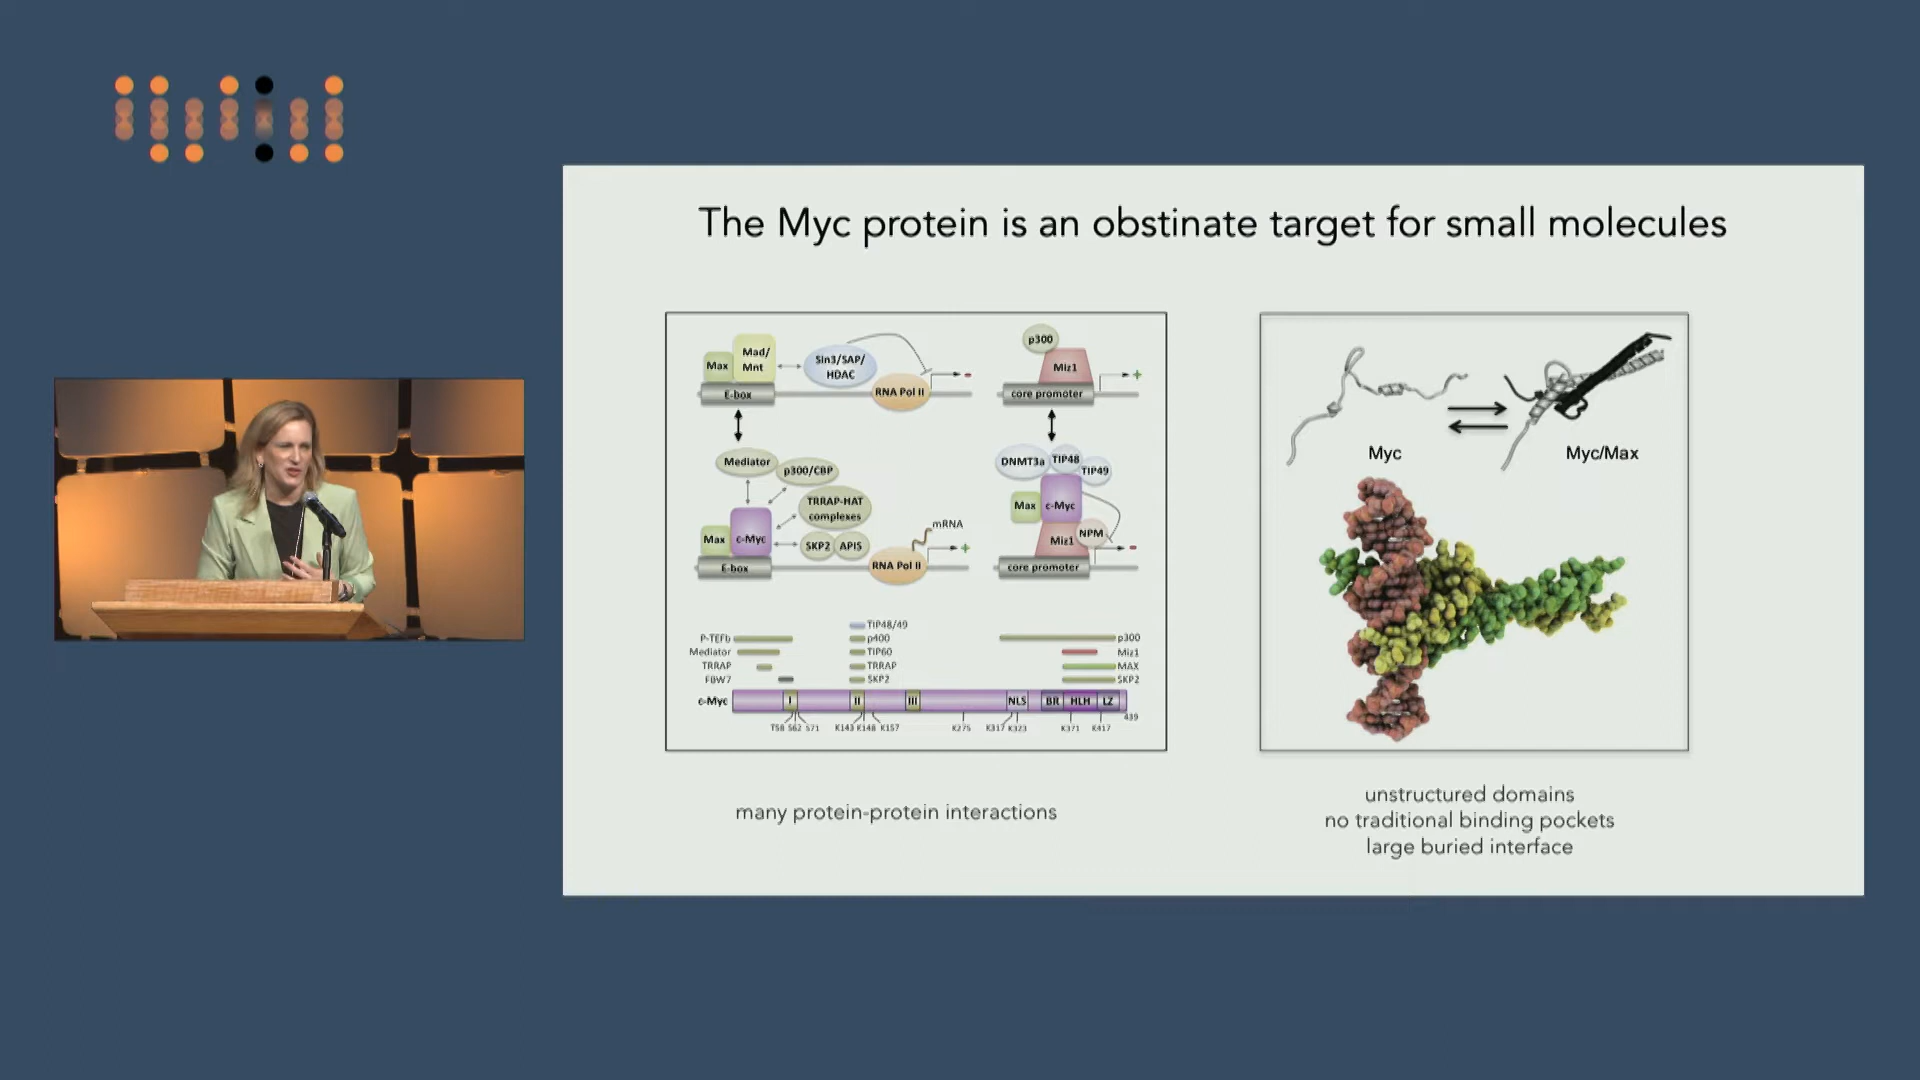 The Myc protein is an obstinate target for small molecules
Max
Mad/
Mnt
Sin3/SAP/
HDAC
RNA Pol II
-
E-box
p300
Miz1
+
core promoter
Mediator
p300/CBP
TRRAP-HAT
complexes
Max
c-Myc
SKP2
APIS
mRNA
RNA Pol II
+
E-box
DNMT3a
TIP48
TIP49
Max
c-Myc
Miz1
NPM
-
core promoter
P-TEFb
Mediator
TRRAP
FBW7
TIP48/49
p400
TIP60
TRRAP
SKP2
p300
Miz1
MAX
SKP2
c-Myc
I
II
III
NLS
BR
HLH
LZ
439
T58 S62 S71
K143 K148 K157
K275
K317 K323
K371
K417
many protein-protein interactions
Myc
Myc/Max
unstructured domains
no traditional binding pockets
large buried interface